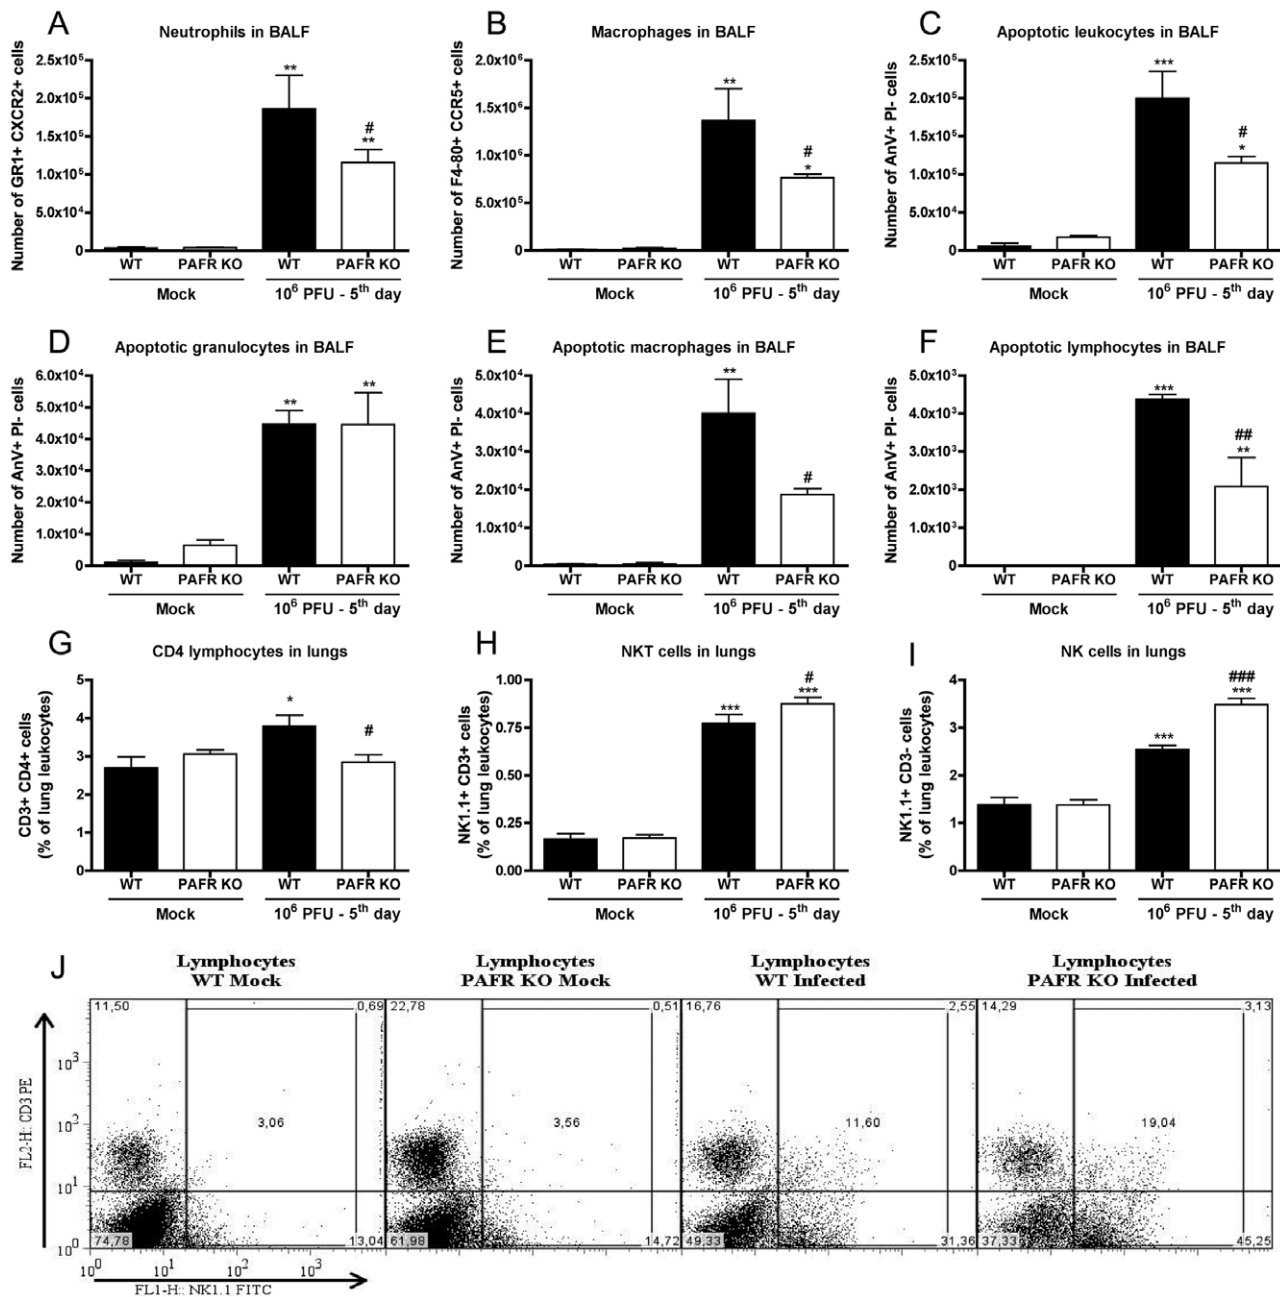 A
Neutrophils in BALF
Number of GR1+ CXCR2+ cells
2.5x10⁵
2.0x10⁵
1.5x10⁵
1.0x10⁵
5.0x10⁴
0
**
#
**
WT PAFR KO WT PAFR KO
Mock 10⁶ PFU - 5ᵗʰ day
B
Macrophages in BALF
Number of F4-80+ CCR5+ cells
2.0x10⁶
1.5x10⁶
1.0x10⁶
5.0x10⁵
0
**
#
*
WT PAFR KO WT PAFR KO
Mock 10⁶ PFU - 5ᵗʰ day
C
Apoptotic leukocytes in BALF
Number of AnV+ PI- cells
2.5x10⁵
2.0x10⁵
1.5x10⁵
1.0x10⁵
5.0x10⁴
0
***
#
*
WT PAFR KO WT PAFR KO
Mock 10⁶ PFU - 5ᵗʰ day
D
Apoptotic granulocytes in BALF
Number of AnV+ PI- cells
6.0x10⁴
5.0x10⁴
4.0x10⁴
3.0x10⁴
2.0x10⁴
1.0x10⁴
0
**
**
WT PAFR KO WT PAFR KO
Mock 10⁶ PFU - 5ᵗʰ day
E
Apoptotic macrophages in BALF
Number of AnV+ PI- cells
5.0x10⁴
4.0x10⁴
3.0x10⁴
2.0x10⁴
1.0x10⁴
0
**
#
WT PAFR KO WT PAFR KO
Mock 10⁶ PFU - 5ᵗʰ day
F
Apoptotic lymphocytes in BALF
Number of AnV+ PI- cells
5.0x10³
4.0x10³
3.0x10³
2.0x10³
1.0x10³
0
***
##
**
WT PAFR KO WT PAFR KO
Mock 10⁶ PFU - 5ᵗʰ day
G
CD4 lymphocytes in lungs
CD3+ CD4+ cells
(% of lung leukocytes)
5
4
3
2
1
0
*
#
WT PAFR KO WT PAFR KO
Mock 10⁶ PFU - 5ᵗʰ day
H
NKT cells in lungs
NK1.1+ CD3+ cells
(% of lung leukocytes)
1.00
0.75
0.50
0.25
0.00
***
#
***
WT PAFR KO WT PAFR KO
Mock 10⁶ PFU - 5ᵗʰ day
I
NK cells in lungs
NK1.1+ CD3- cells
(% of lung leukocytes)
4
3
2
1
0
***
###
***
WT PAFR KO WT PAFR KO
Mock 10⁶ PFU - 5ᵗʰ day
J
Lymphocytes
WT Mock
Lymphocytes
PAFR KO Mock
Lymphocytes
WT Infected
Lymphocytes
PAFR KO Infected
FL2-H: CD3 PE
10³
10²
10¹
10⁰
11,50 0,69
3,06
74,78 13,04
22,78 0,51
3,56
61,98 14,72
16,76 2,55
11,60
49,33 31,36
14,29 3,13
19,04
37,33 45,25
10⁰ 10¹ 10² 10³
FL1-H:: NK1.1 FITC